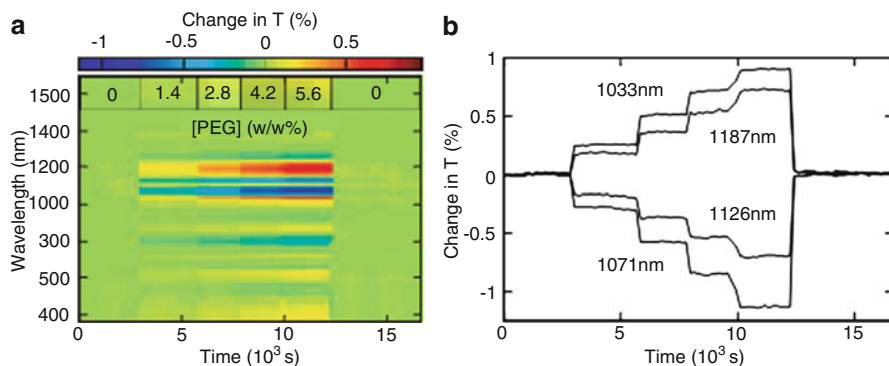 a
Change in T (%)
-1 -0.5 0 0.5
0 1.4 2.8 4.2 5.6 0
[PEG] (w/w%)
Wavelength (nm)
1500
1400
1200
1000
300
500
400
0 5 10 15
Time (10³ s)
b
Change in T (%)
1
0.5
0
-0.5
-1
1033nm
1187nm
1126nm
1071nm
0 5 10 15
Time (10³ s)